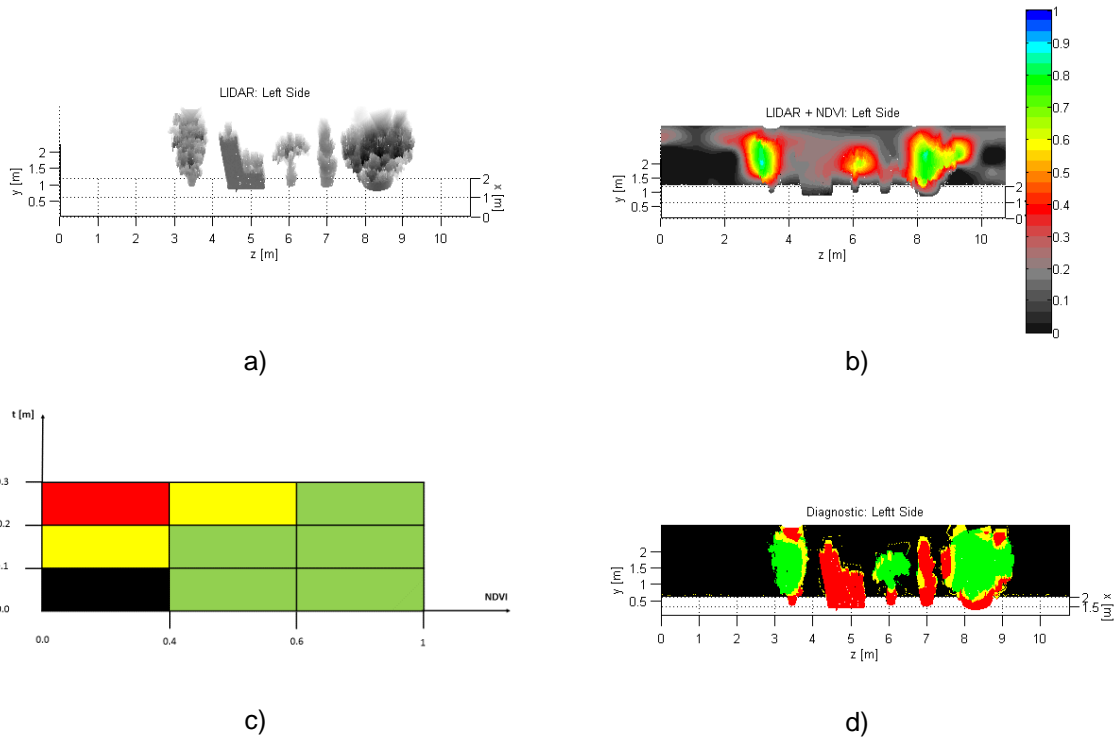 LIDAR: Left Side
y [m]
2
1.5
1
0.5
2
1
0
x [m]
0 1 2 3 4 5 6 7 8 9 10
z [m]
a)
LIDAR + NDVI: Left Side
y [m]
2
1.5
1
0.5
2
1
0
0 2 4 6 8 10
z [m]
1
0.9
0.8
0.7
0.6
0.5
0.4
0.3
0.2
0.1
0
b)
t [m]
0.3
0.2
0.1
0.0
NDVI
0.0 0.4 0.6 1
c)
Diagnostic: Leftt Side
y [m]
2
1.5
1
0.5
2
1.5
x [m]
0 1 2 3 4 5 6 7 8 9 10
z [m]
d)